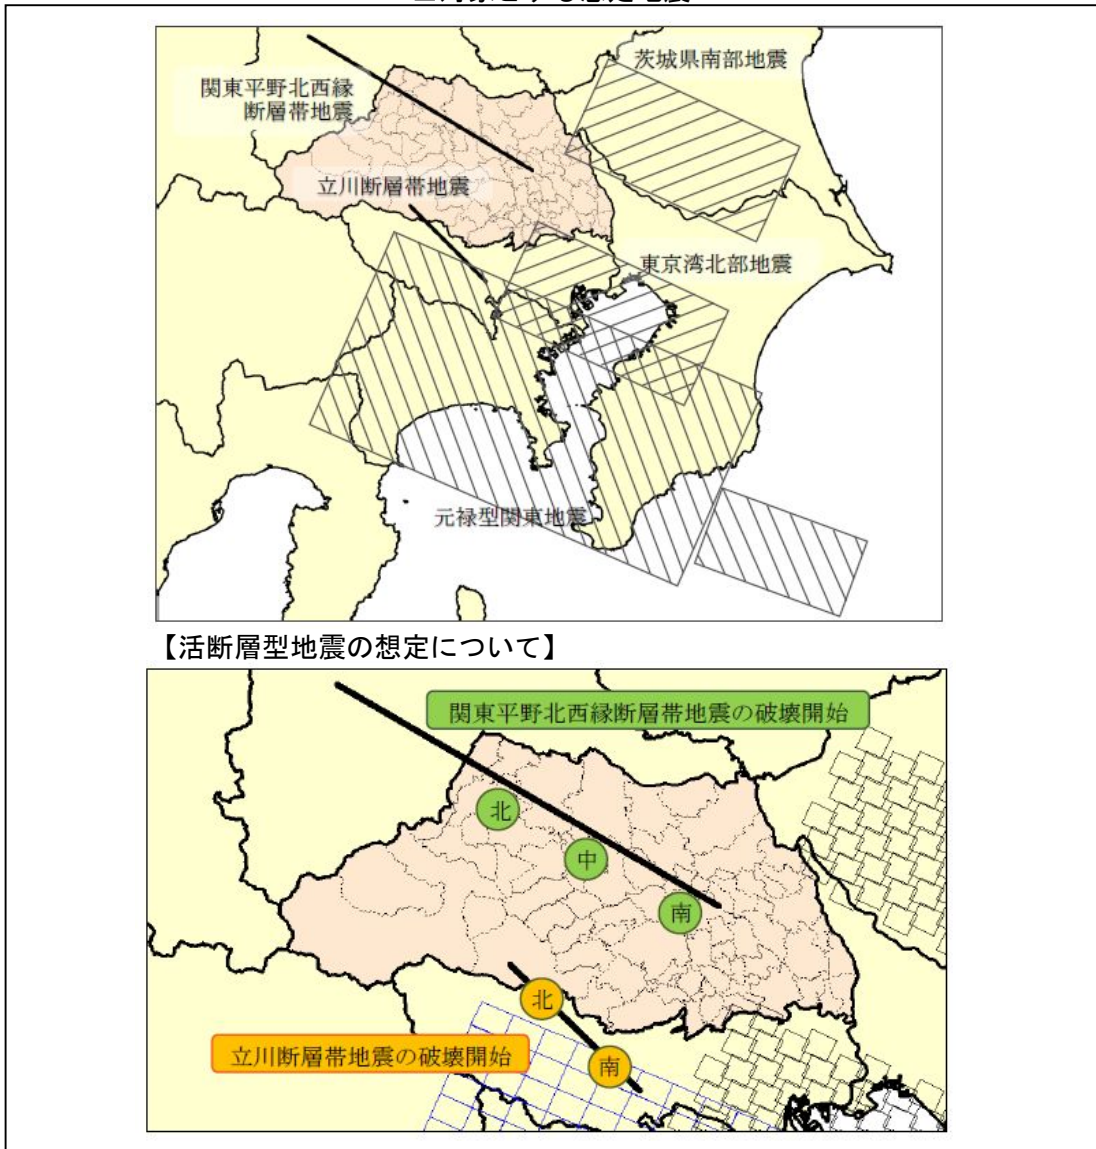 茨城県南部地震
関東平野北西縁
断層帯地震
立川断層帯地震
東京湾北部地震
元禄型関東地震
【活断層型地震の想定について】
関東平野北西縁断層帯地震の破壊開始
北
中
南
北
立川断層帯地震の破壊開始
南